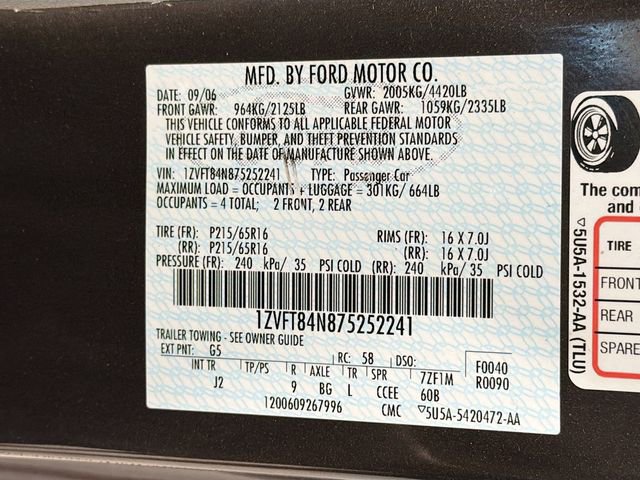 MFD. BY FORD MOTOR CO.
DATE: 09/06 GVWR: 2005KG/4420LB
FRONT GAWR: 964KG/2125LB REAR GAWR: 1059KG/2335LB
THIS VEHICLE CONFORMS TO ALL APPLICABLE FEDERAL MOTOR
VEHICLE SAFETY, BUMPER, AND THEFT PREVENTION STANDARDS
IN EFFECT ON THE DATE OF MANUFACTURE SHOWN ABOVE.
VIN: 1ZVFT84N875252241 TYPE: Passenger Car
MAXIMUM LOAD = OCCUPANTS + LUGGAGE = 301KG/ 664LB
OCCUPANTS = 4 TOTAL; 2 FRONT, 2 REAR
TIRE (FR): P215/65R16 RIMS (FR): 16 X 7.0J
(RR): P215/65R16 (RR): 16 X 7.0J
PRESSURE (FR): 240 kPa/ 35 PSI COLD (RR): 240 kPa/ 35 PSI COLD
1ZVFT84N875252241
TRAILER TOWING - SEE OWNER GUIDE
EXT PNT: G5 RC: 58 DSO: F0040
INT TR TP/PS R AXLE TR SPR 7ZF1M R0090
J2 9 BG L CCEE 60B
1200609267996 CMC ▽5U5A-5420472-AA
The com
and
▽5U5A-1532-AA (TLU)
TIRE
FRONT
REAR
SPARE